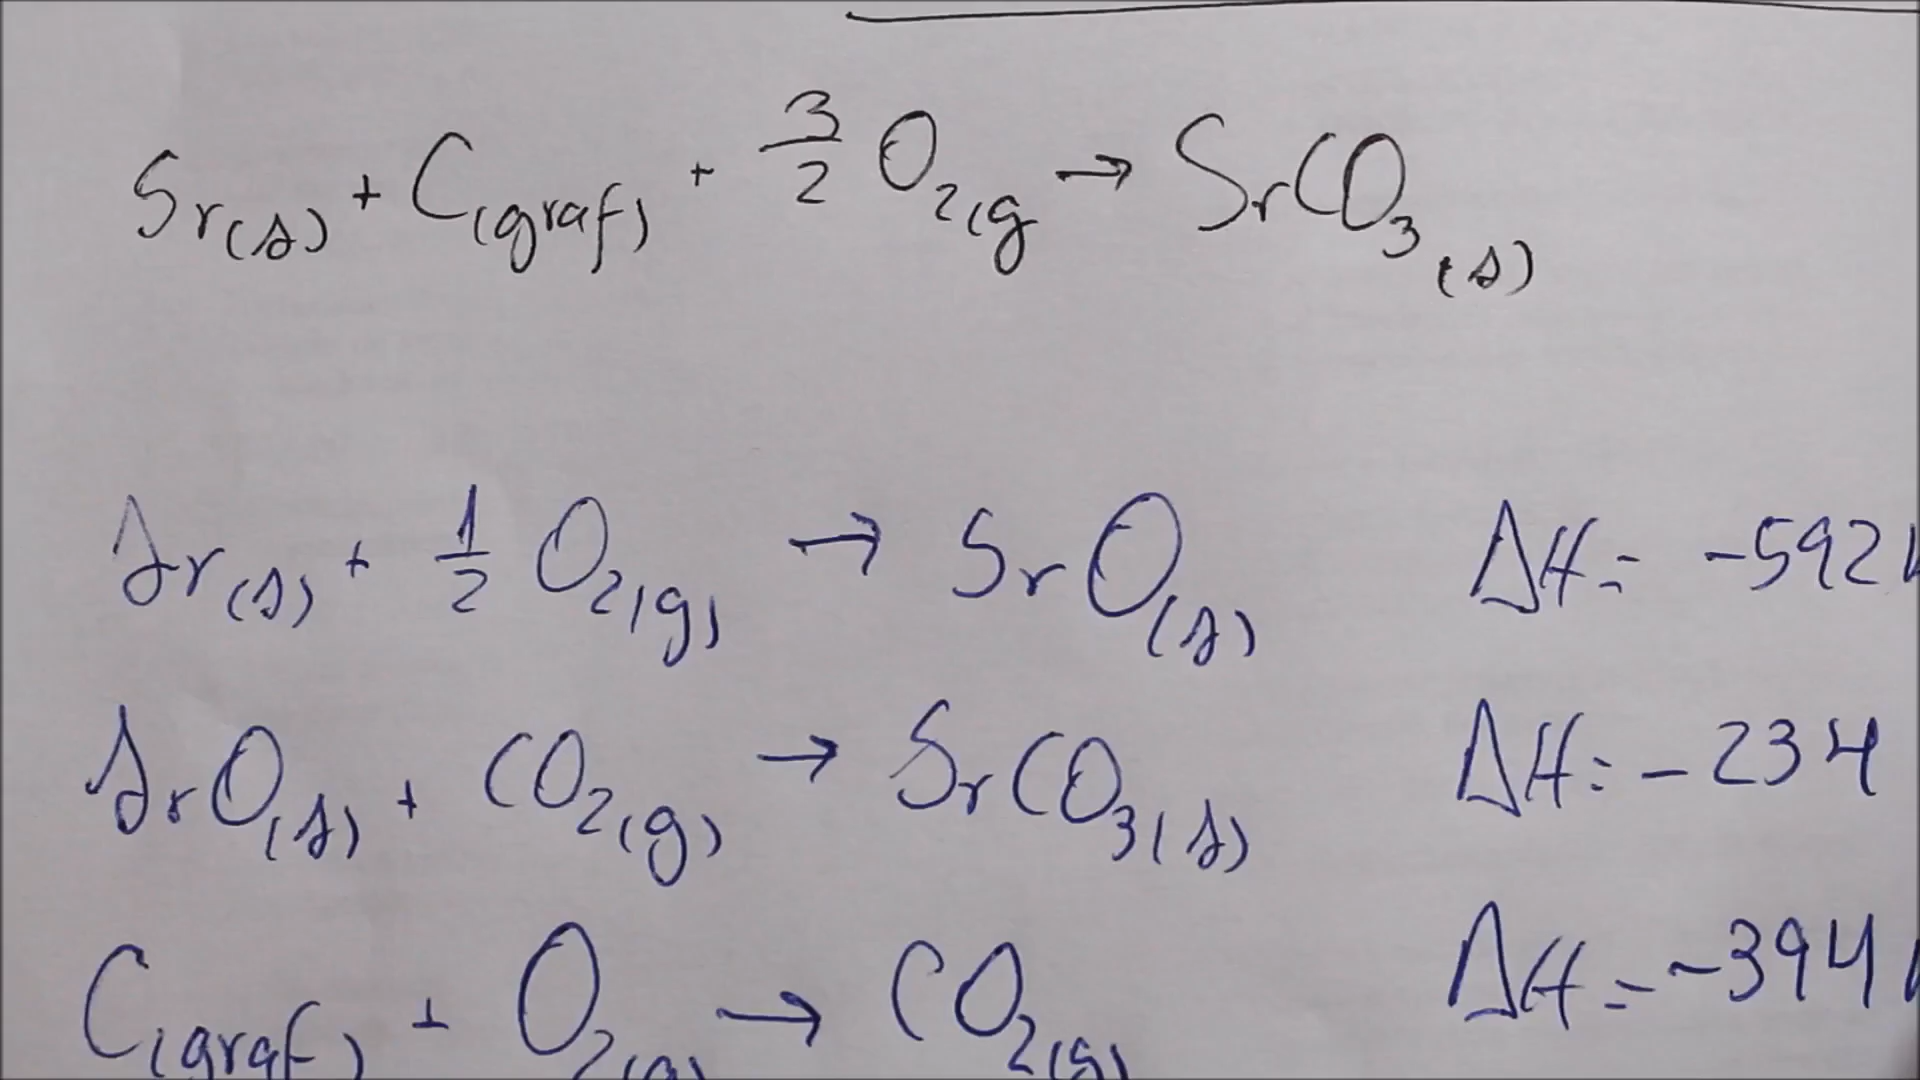 Sr(s) + C(graf) + 3/2 O2(g → SrCO3(s)
Sr(s) + 1/2 O2(g) → SrO(s) ΔH= -592
SrO(s) + CO2(g) → SrCO3(s) ΔH= -234
C(graf) + O2(g) → CO2(g) ΔH= -394